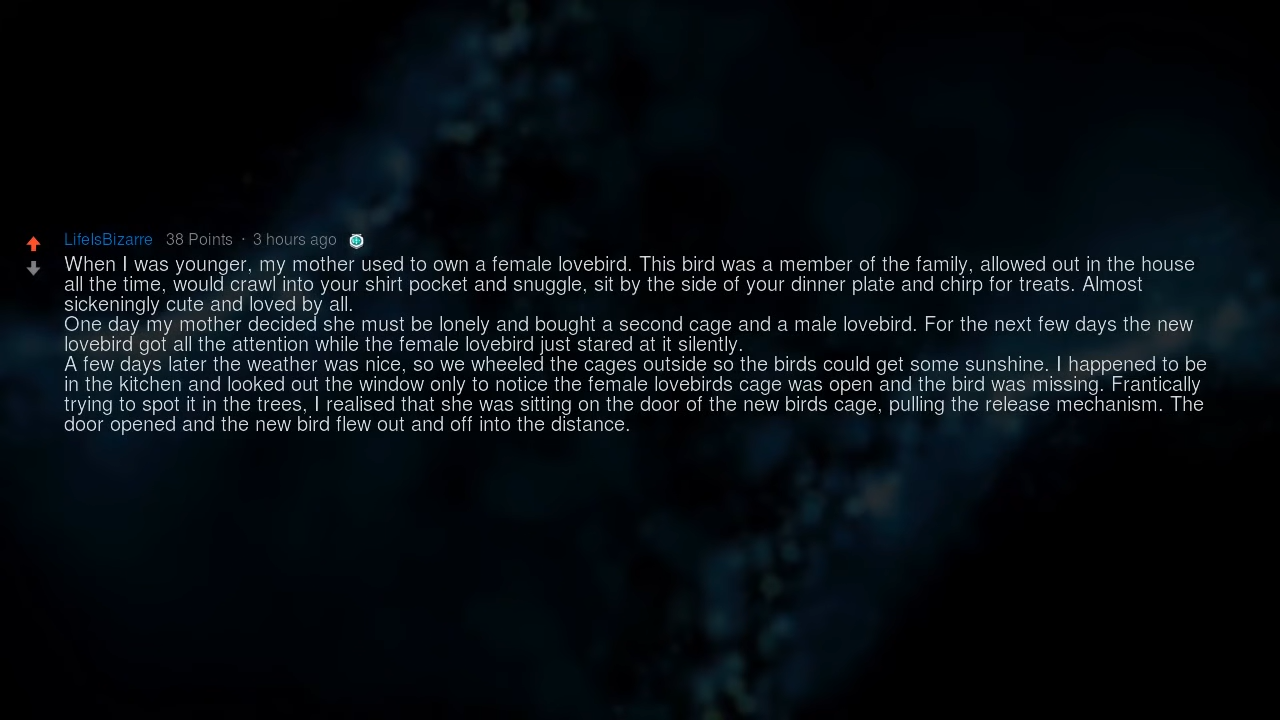 LifeIsBizarre 38 Points · 3 hours ago
When I was younger, my mother used to own a female lovebird. This bird was a member of the family, allowed out in the house
all the time, would crawl into your shirt pocket and snuggle, sit by the side of your dinner plate and chirp for treats. Almost
sickeningly cute and loved by all.
One day my mother decided she must be lonely and bought a second cage and a male lovebird. For the next few days the new
lovebird got all the attention while the female lovebird just stared at it silently.
A few days later the weather was nice, so we wheeled the cages outside so the birds could get some sunshine. I happened to be
in the kitchen and looked out the window only to notice the female lovebirds cage was open and the bird was missing. Frantically
trying to spot it in the trees, I realised that she was sitting on the door of the new birds cage, pulling the release mechanism. The
door opened and the new bird flew out and off into the distance.